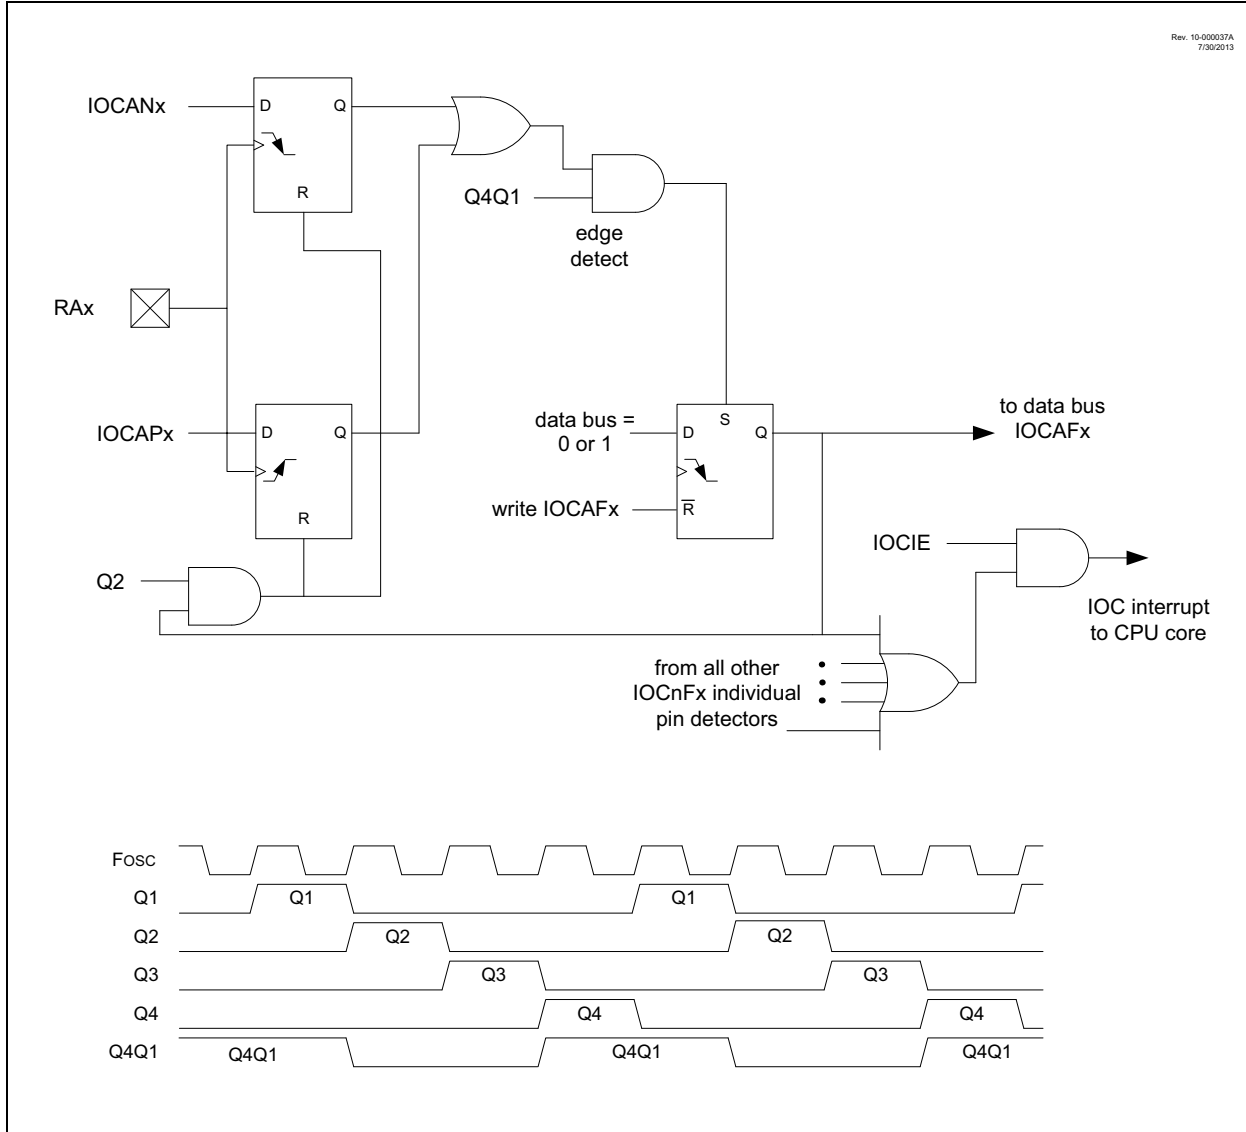 Rev. 10-000037A
7/30/2013
IOCANx
D
Q
R
Q4Q1
edge
detect
RAx
IOCAPx
D
Q
R
data bus =
0 or 1
D
S
Q
to data bus
IOCAFx
write IOCAFx
R
IOCIE
Q2
IOC interrupt
to CPU core
from all other
IOCnFx individual
pin detectors
FOSC
Q1
Q1
Q1
Q2
Q2
Q2
Q3
Q3
Q3
Q4
Q4
Q4
Q4Q1
Q4Q1
Q4Q1
Q4Q1